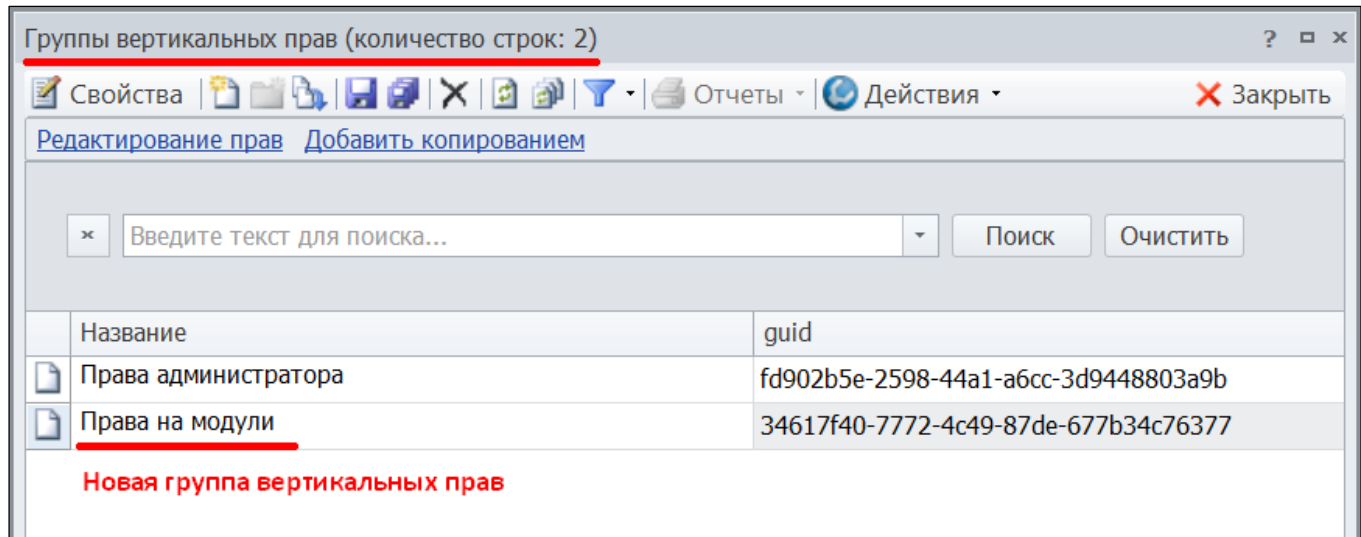 Группы вертикальных прав (количество строк: 2)
Свойства Отчеты Действия Закрыть
Редактирование прав Добавить копированием
Введите текст для поиска... Поиск Очистить
Название guid
Права администратора fd902b5e-2598-44a1-a6cc-3d9448803a9b
Права на модули 34617f40-7772-4c49-87de-677b34c76377
Новая группа вертикальных прав